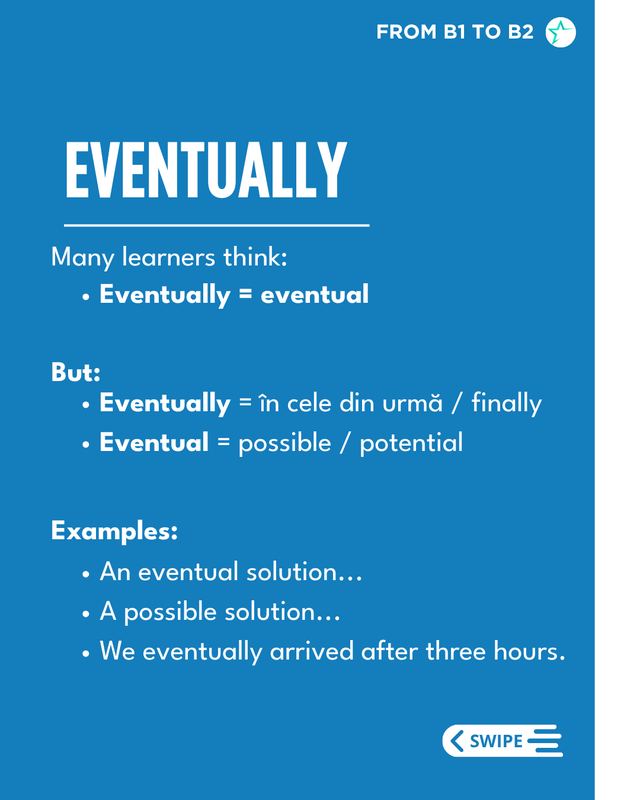 FROM B1 TO B2
EVENTUALLY
Many learners think:
• Eventually = eventual
But:
• Eventually = în cele din urmă / finally
• Eventual = possible / potential
Examples:
• An eventual solution...
• A possible solution...
• We eventually arrived after three hours.
SWIPE